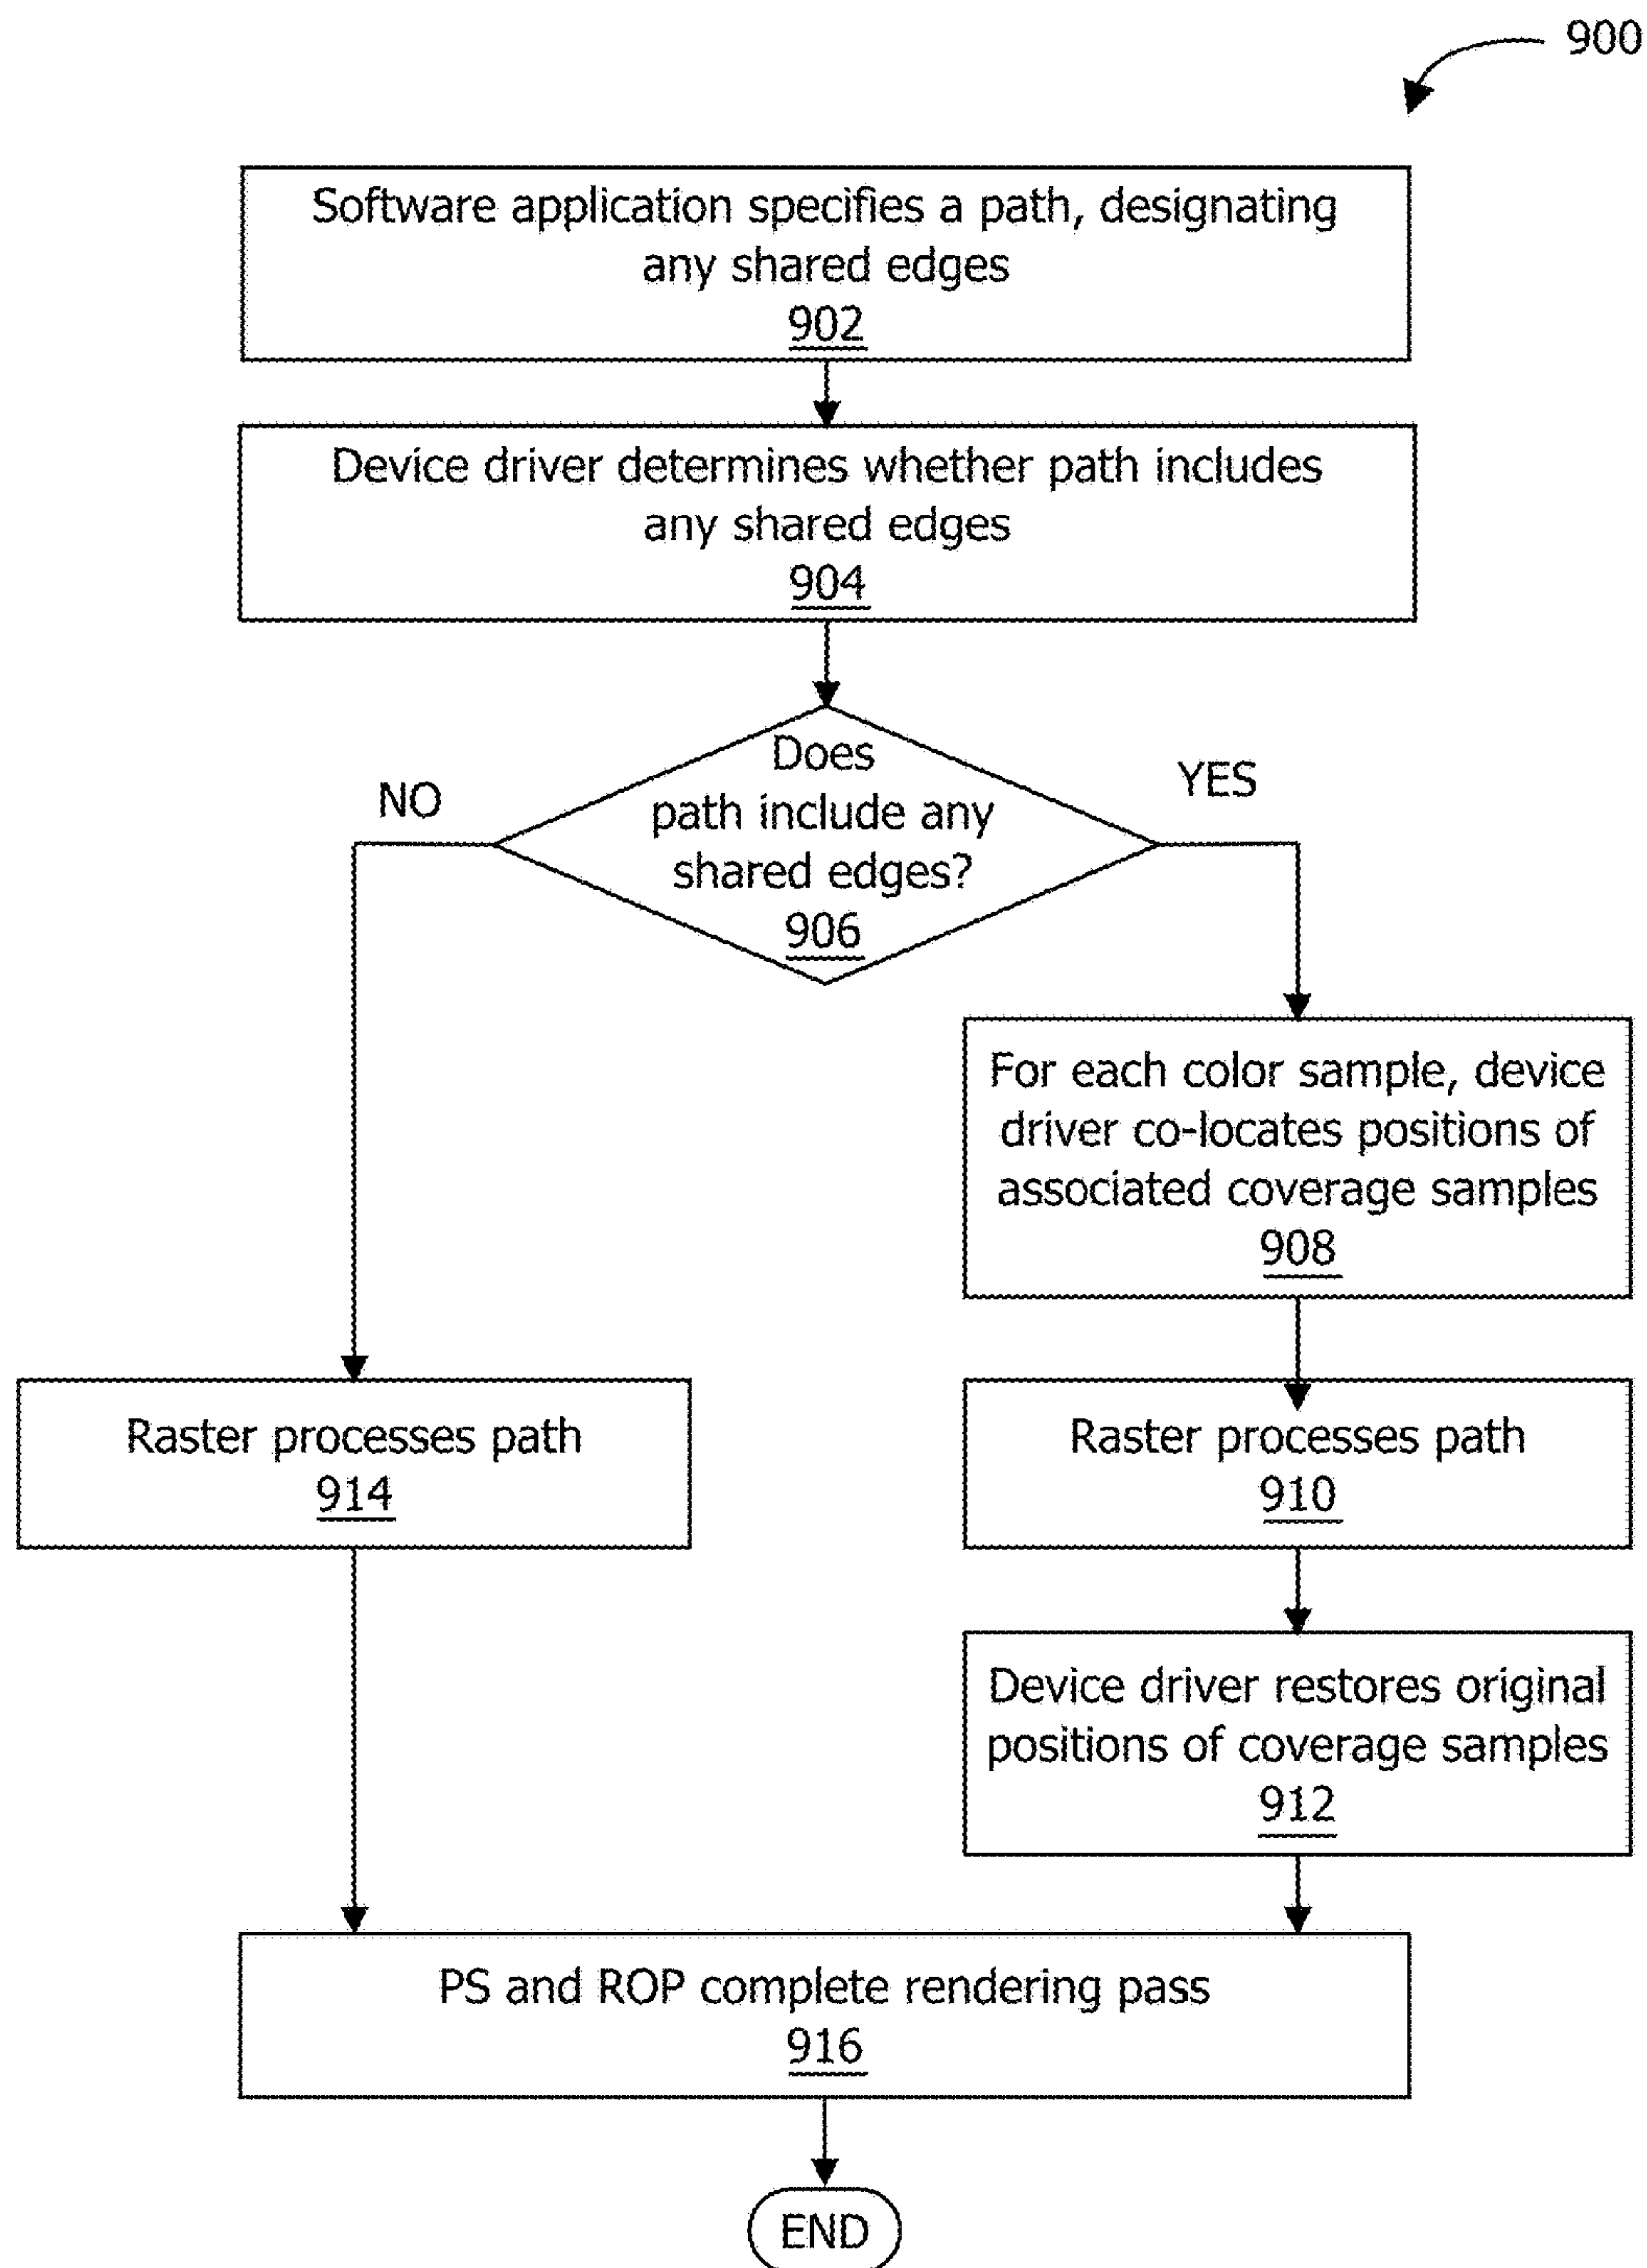 900
Software application specifies a path, designating
any shared edges
902
Device driver determines whether path includes
any shared edges
904
Does
path include any
shared edges?
906
NO
YES
For each color sample, device
driver co-locates positions of
associated coverage samples
908
Raster processes path
914
Raster processes path
910
Device driver restores original
positions of coverage samples
912
PS and ROP complete rendering pass
916
END